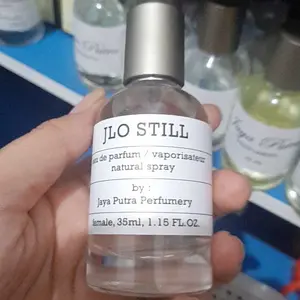 JLO STILL
eau de parfum / vaporisateur
natural spray
by :
Jaya Putra Perfumery
female, 35ml, 1.15 FL.OZ.